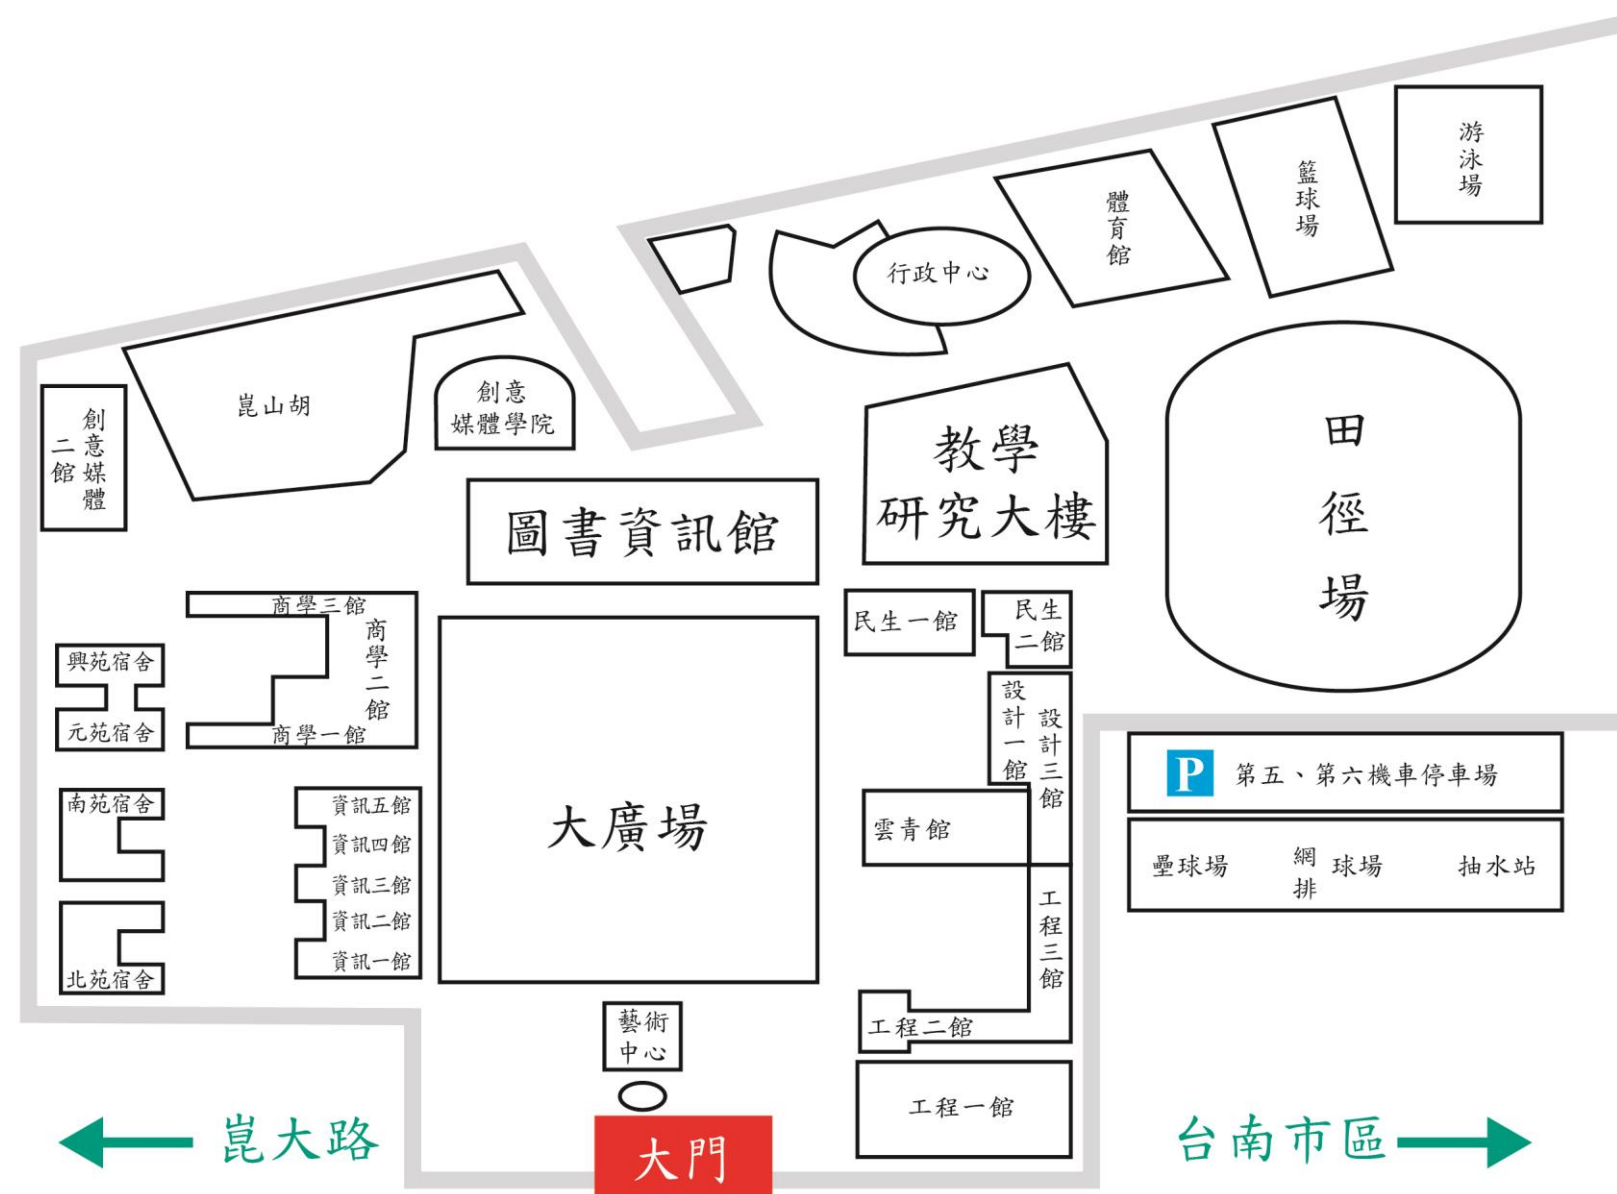 游泳場
籃球場
體育館
行政中心
崑山胡
創意
媒體學院
創意媒體
二館
教學
研究大樓
田徑場
圖書資訊館
民生一館
民生
二館
商學三館
商學二館
商學一館
興苑宿舍
元苑宿舍
設計一館
設計三館
P 第五、第六機車停車場
南苑宿舍
資訊五館
資訊四館
資訊三館
資訊二館
資訊一館
大廣場
雲青館
壘球場
網排 球場
抽水站
北苑宿舍
工程三館
藝術
中心
工程二館
工程一館
崑大路
大門
台南市區